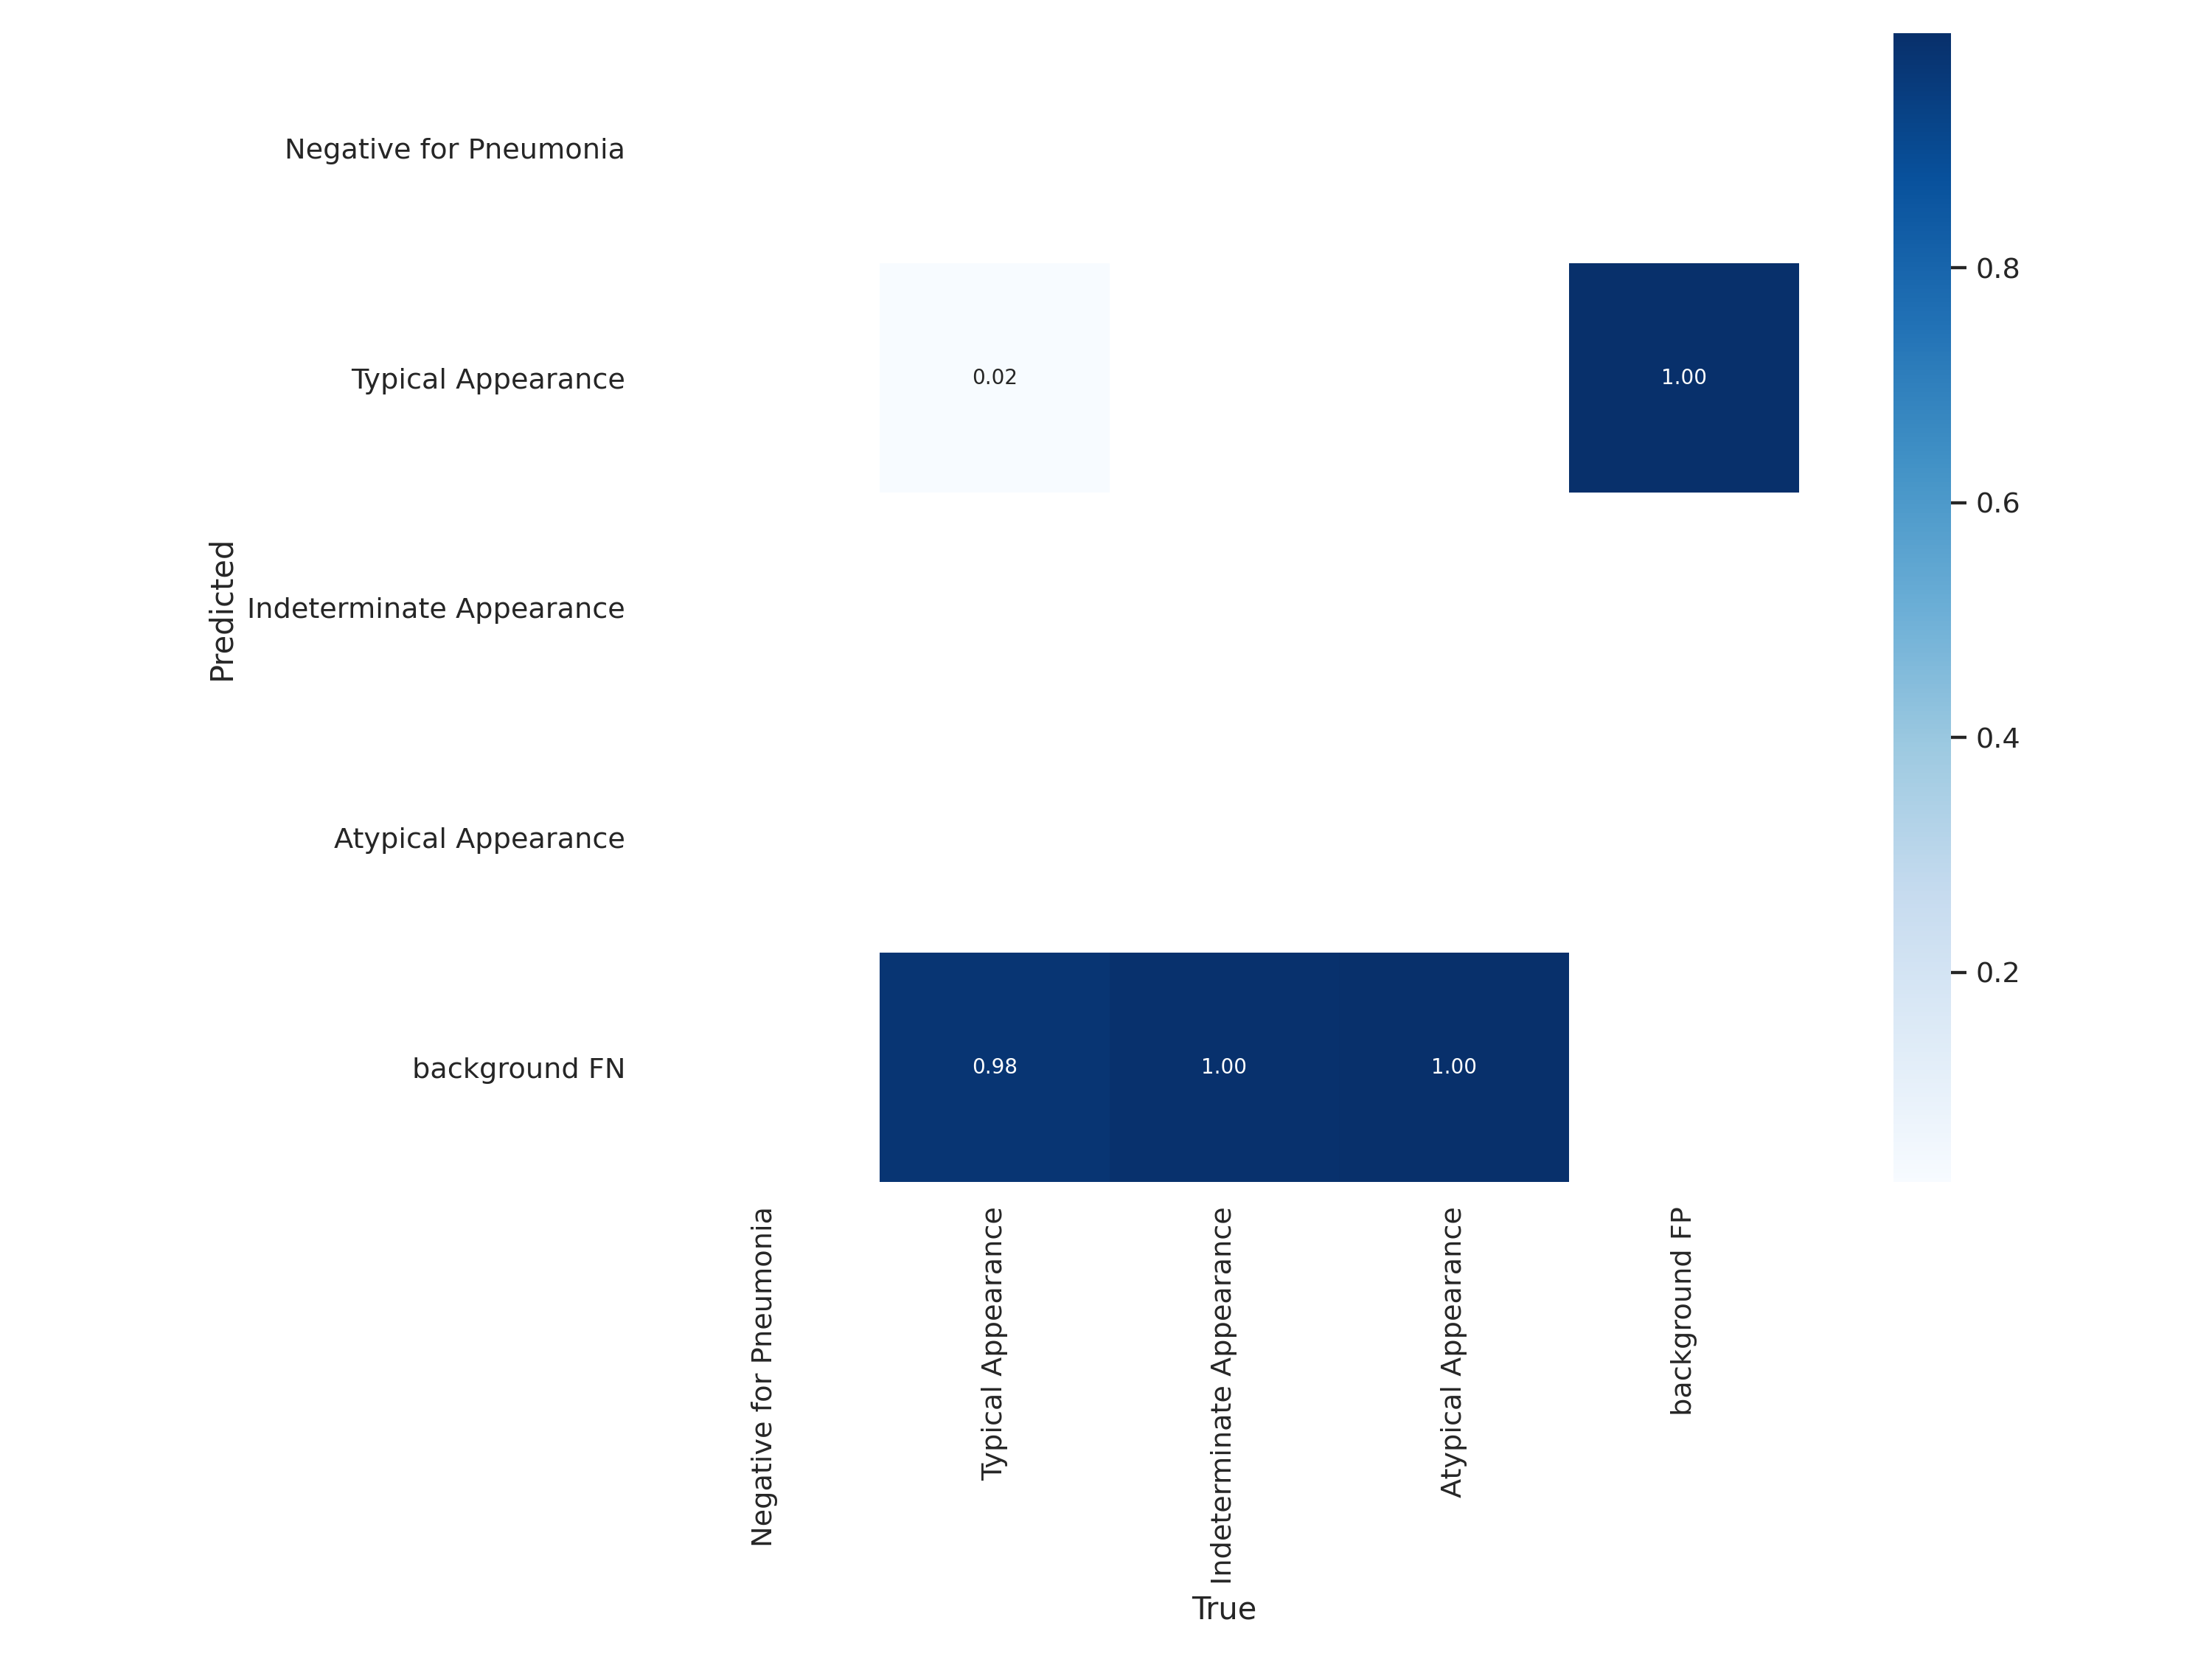 Negative for Pneumonia
Typical Appearance
Indeterminate Appearance
Atypical Appearance
background FN
Predicted
0.02
1.00
0.98
1.00
1.00
Negative for Pneumonia
Typical Appearance
Indeterminate Appearance
Atypical Appearance
background FP
True
0.8
0.6
0.4
0.2